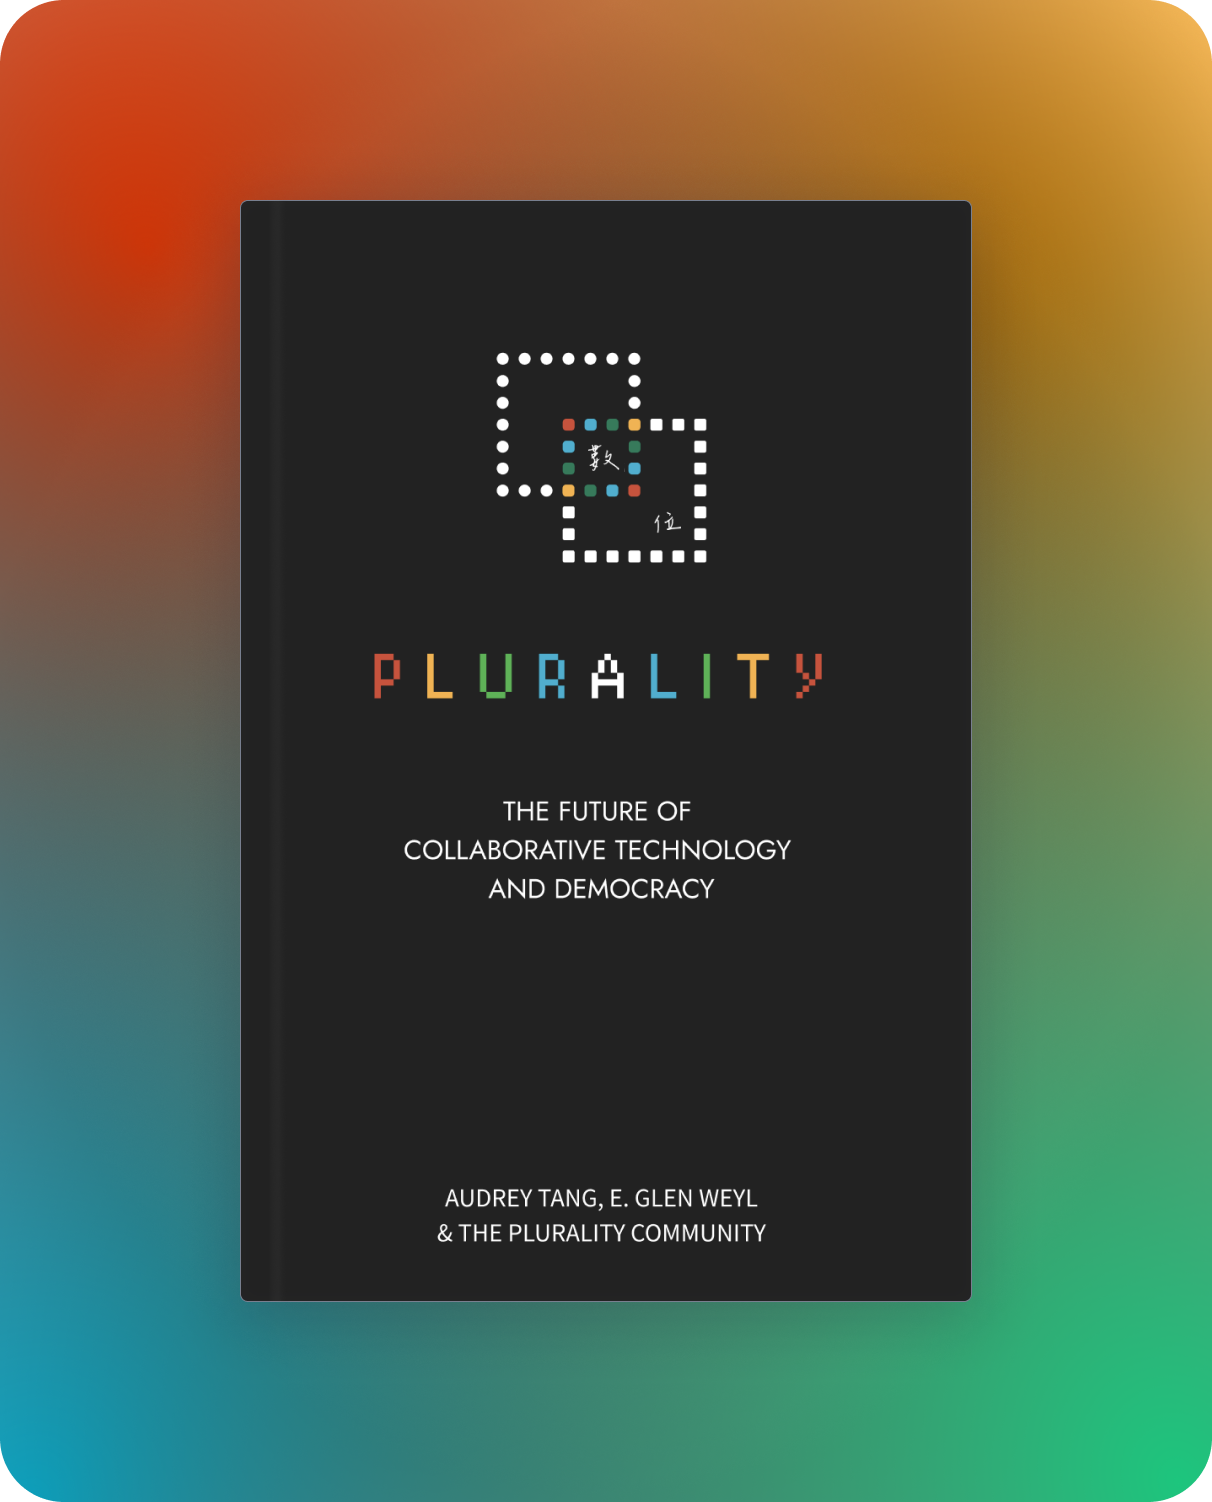 數
位
PLURALITY
THE FUTURE OF
COLLABORATIVE TECHNOLOGY
AND DEMOCRACY
AUDREY TANG, E. GLEN WEYL
& THE PLURALITY COMMUNITY